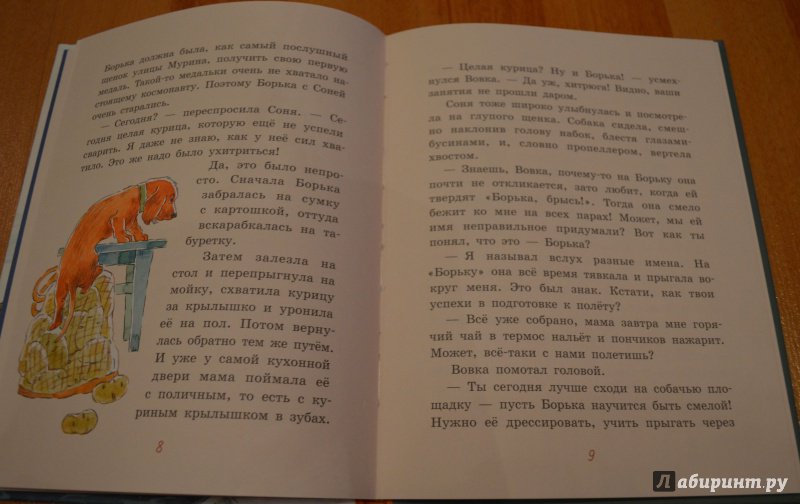 Борька должна была, как самый послушный
щенок улицы Мурина, получить свою первую
медаль. Такой-то медальки очень не хватало на-
стоящему космонавту. Поэтому Борька с Соней
очень старались.
— Сегодня? — переспросила Соня. — Се-
годня целая курица, которую ещё не успели
сварить. Я даже не знаю, как у неё сил хва-
тило. Это же надо было ухитриться!
Да, это было непро-
сто. Сначала Борька
забралась на сумку
с картошкой, оттуда
вскарабкалась на та-
буретку.
Затем залезла на
стол и перепрыгнула на
мойку, схватила курицу
за крылышко и уронила
её на пол. Потом верну-
лась обратно тем же путём.
И уже у самой кухонной
двери мама поймала её
с поличным, то есть с ку-
риным крылышком в зубах.
8
— Целая курица? Ну и Борька! — усмех-
нулся Вовка. — Да уж, хитрюга! Видно, ваши
занятия не прошли даром.
Соня тоже широко улыбнулась и посмотре-
ла на глупого щенка. Собака сидела, смеш-
но наклонив голову набок, блестя глазами-
бусинами, и, словно пропеллером, вертела
хвостом.
— Знаешь, Вовка, почему-то на Борьку она
почти не откликается, зато любит, когда ей
твердят «Борька, брысь!». Тогда она смело
бежит ко мне на всех парах! Может, мы ей
имя неправильное придумали? Вот как ты
понял, что это — Борька?
— Я называл вслух разные имена. На
«Борьку» она всё время тявкала и прыгала во-
круг меня. Это был знак. Кстати, как твои
успехи в подготовке к полёту?
— Всё уже собрано, мама завтра мне горя-
чий чай в термос нальёт и пончиков нажарит.
Может, всё-таки с нами полетишь?
Вовка помотал головой.
— Ты сегодня лучше сходи на собачью пло-
щадку — пусть Борька научится быть смелой!
Нужно её дрессировать, учить прыгать через
9
Лабиринт.ру